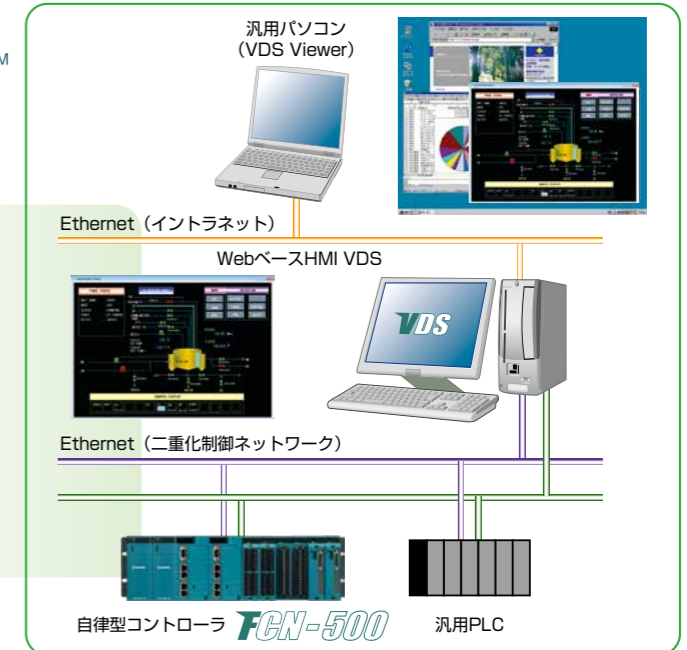 汎用パソコン
（VDS Viewer）
M
Ethernet（イントラネット）
WebベースHMI VDS
VDS
Ethernet（二重化制御ネットワーク）
自律型コントローラ FCN-500
汎用PLC